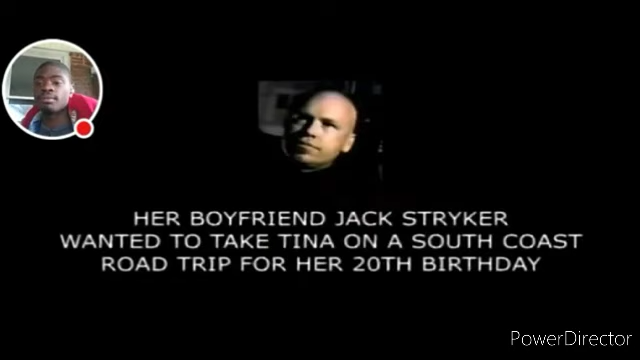 HER BOYFRIEND JACK STRYKER
WANTED TO TAKE TINA ON A SOUTH COAST
ROAD TRIP FOR HER 20TH BIRTHDAY
PowerDirector